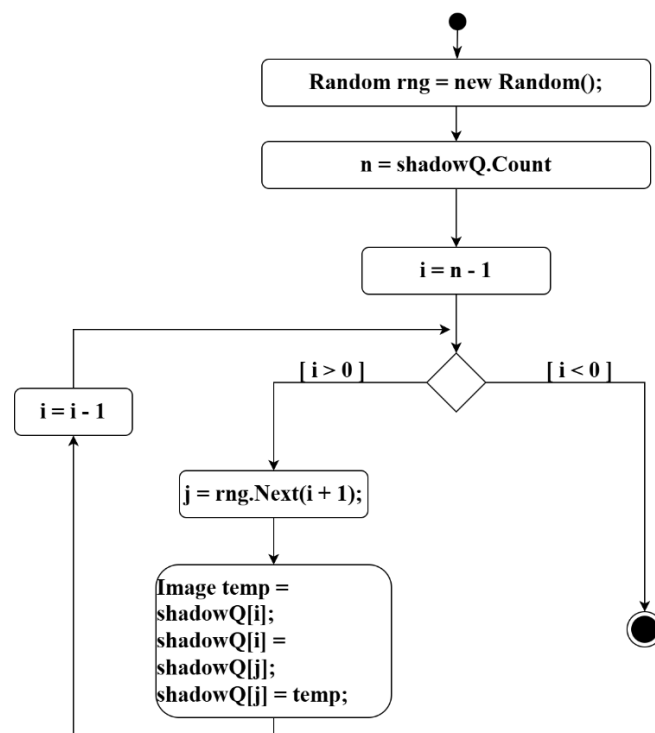 Random rng = new Random();
n = shadowQ.Count
i = n - 1
[ i > 0 ]
[ i < 0 ]
i = i - 1
j = rng.Next(i + 1);
Image temp =
shadowQ[i];
shadowQ[i] =
shadowQ[j];
shadowQ[j] = temp;